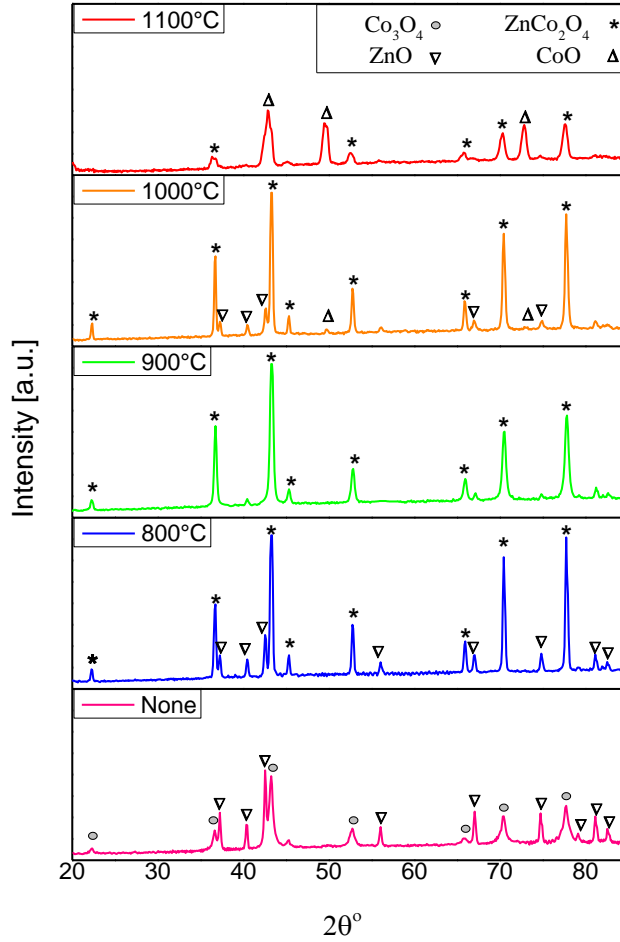 1100°C
Co₃O₄ ZnCo₂O₄ *
ZnO CoO
* * * * *
1000°C
* * * * * * * *
900°C
* * * * * * * *
800°C
* * * * * * * *
None
20 30 40 50 60 70 80
2θ°
Intensity [a.u.]